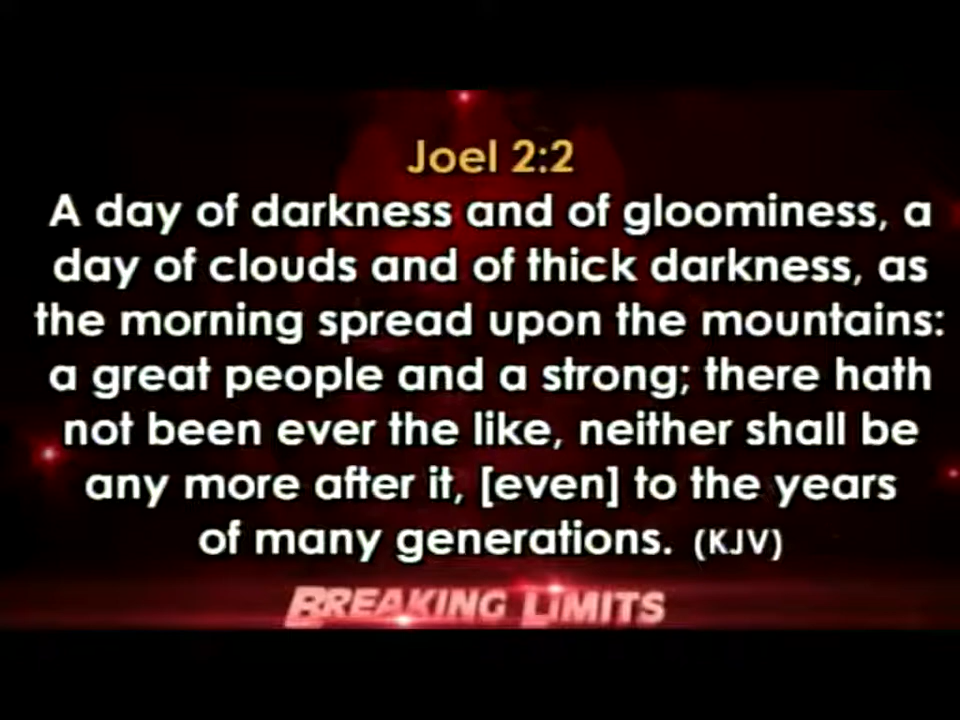 Joel 2:2
A day of darkness and of gloominess, a
day of clouds and of thick darkness, as
the morning spread upon the mountains:
a great people and a strong; there hath
not been ever the like, neither shall be
any more after it, [even] to the years
of many generations. (KJV)
BREAKING LIMITS